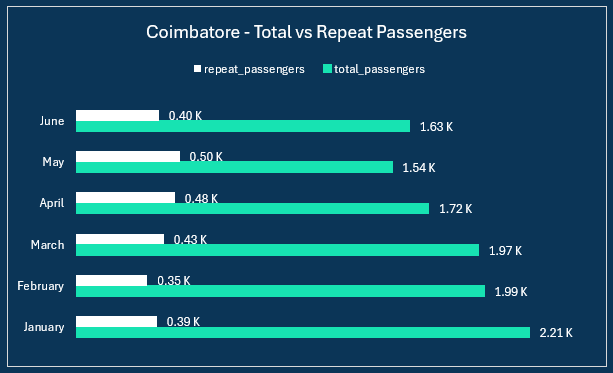 Coimbatore - Total vs Repeat Passengers
repeat_passengers total_passengers
June 0.40 K
1.63 K
May 0.50 K
1.54 K
April 0.48 K
1.72 K
March 0.43 K
1.97 K
February 0.35 K
1.99 K
January 0.39 K
2.21 K